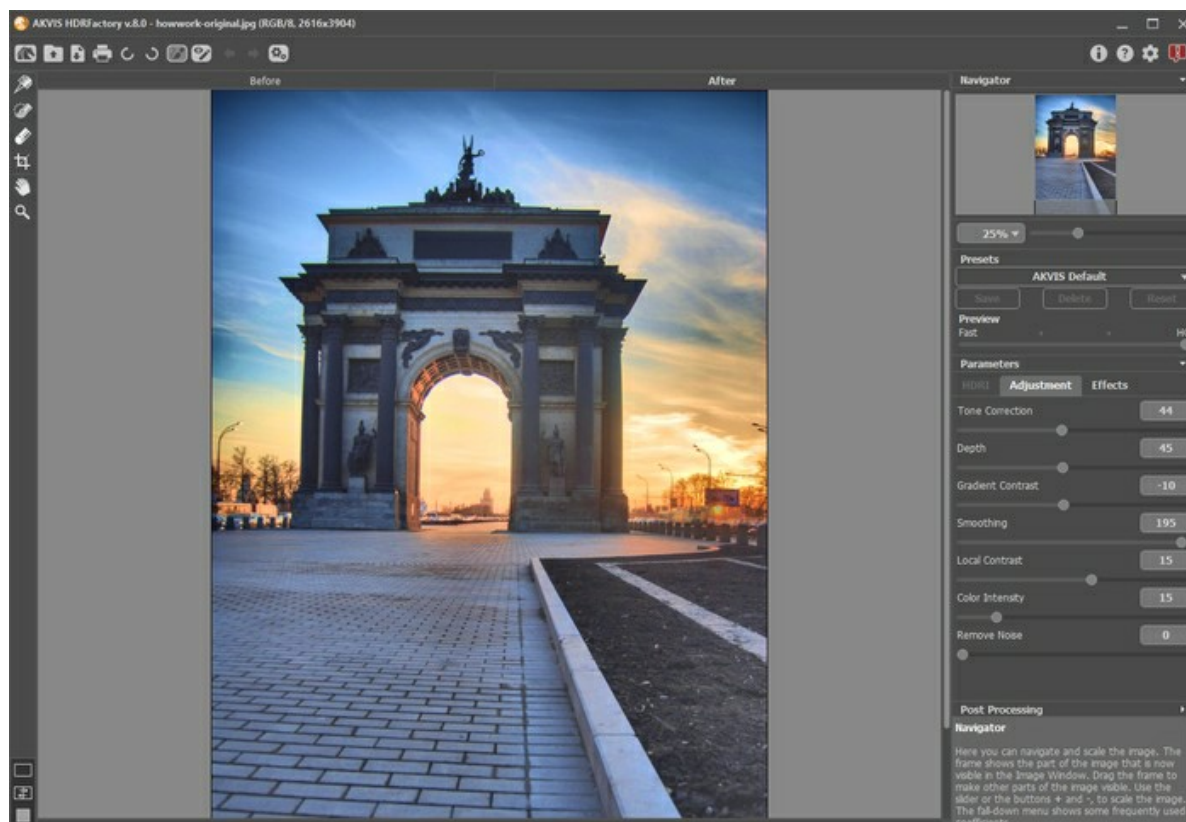 AKVIS HDRFactory v.8.0 - howwork-original.jpg (RGB/8, 2616x3904)
Before
After
Navigator
25%
Presets
AKVIS Default
Save
Delete
Reset
Preview
Fast
Parameters
HDRI
Adjustment
Effects
Tone Correction
44
Depth
45
Gradient Contrast
-10
Smoothing
195
Local Contrast
15
Color Intensity
15
Remove Noise
0
Post Processing
Navigator
Here you can navigate and scale the image. The
frame shows the part of the image that is now
visible in the Image Window. Drag the frame to
make other parts of the image visible. Use the
slider or the buttons + and -, to scale the image.
The fall-down menu shows some frequently used